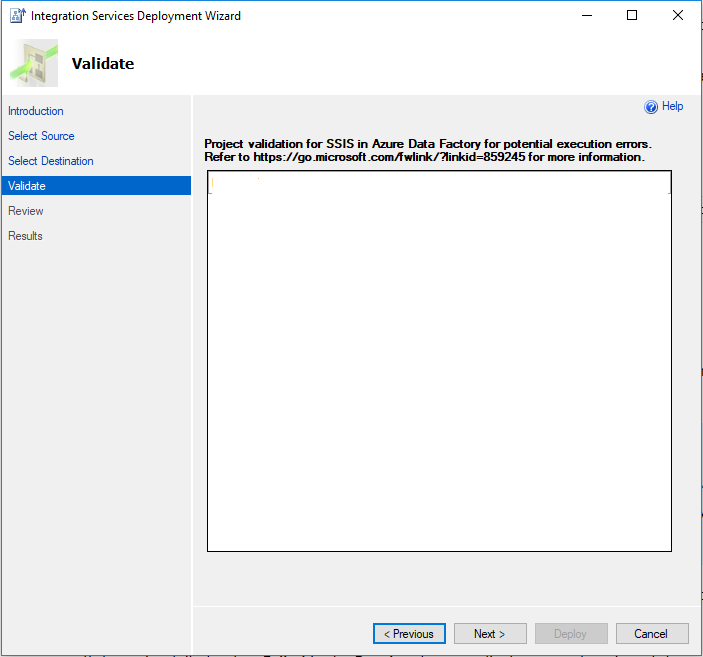 Integration Services Deployment Wizard
Validate
Help
Introduction
Select Source
Select Destination
Validate
Review
Results
Project validation for SSIS in Azure Data Factory for potential execution errors.
Refer to https://go.microsoft.com/fwlink/?linkid=859245 for more information.
< Previous
Next >
Deploy
Cancel